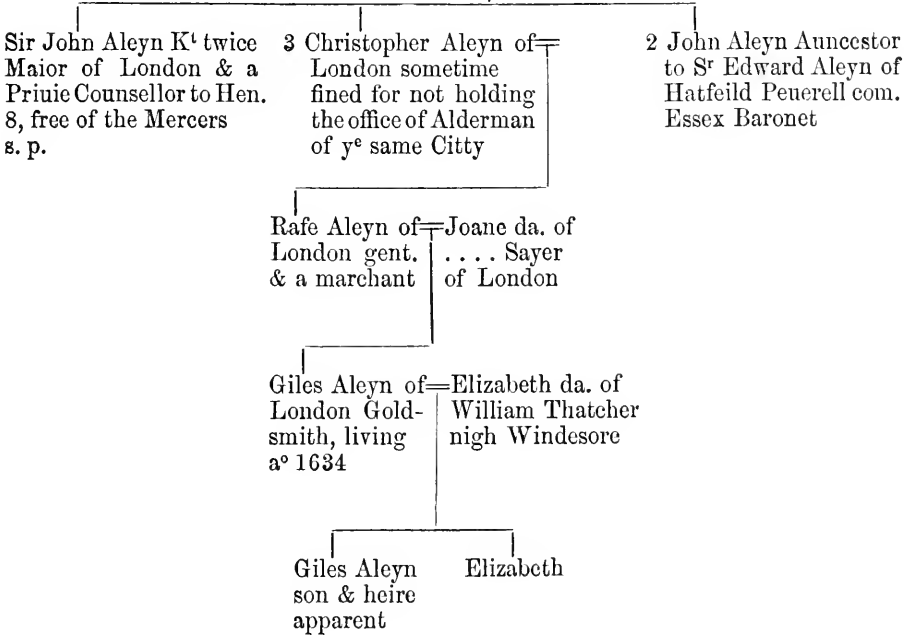 Sir John Aleyn Kt twice
Maior of London & a
Priuie Counsellor to Hen.
8, free of the Mercers
s. p.
3 Christopher Aleyn of
London sometime
fined for not holding
the office of Alderman
of ye same Citty
2 John Aleyn Auncestor
to Sr Edward Aleyn of
Hatfeild Peuerell com.
Essex Baronet
Rafe Aleyn of
London gent.
& a marchant
Joane da. of
. . . . Sayer
of London
Giles Aleyn of
London Gold-
smith, living
ao 1634
Elizabeth da. of
William Thatcher
nigh Windesore
Giles Aleyn
son & heire
apparent
Elizabeth